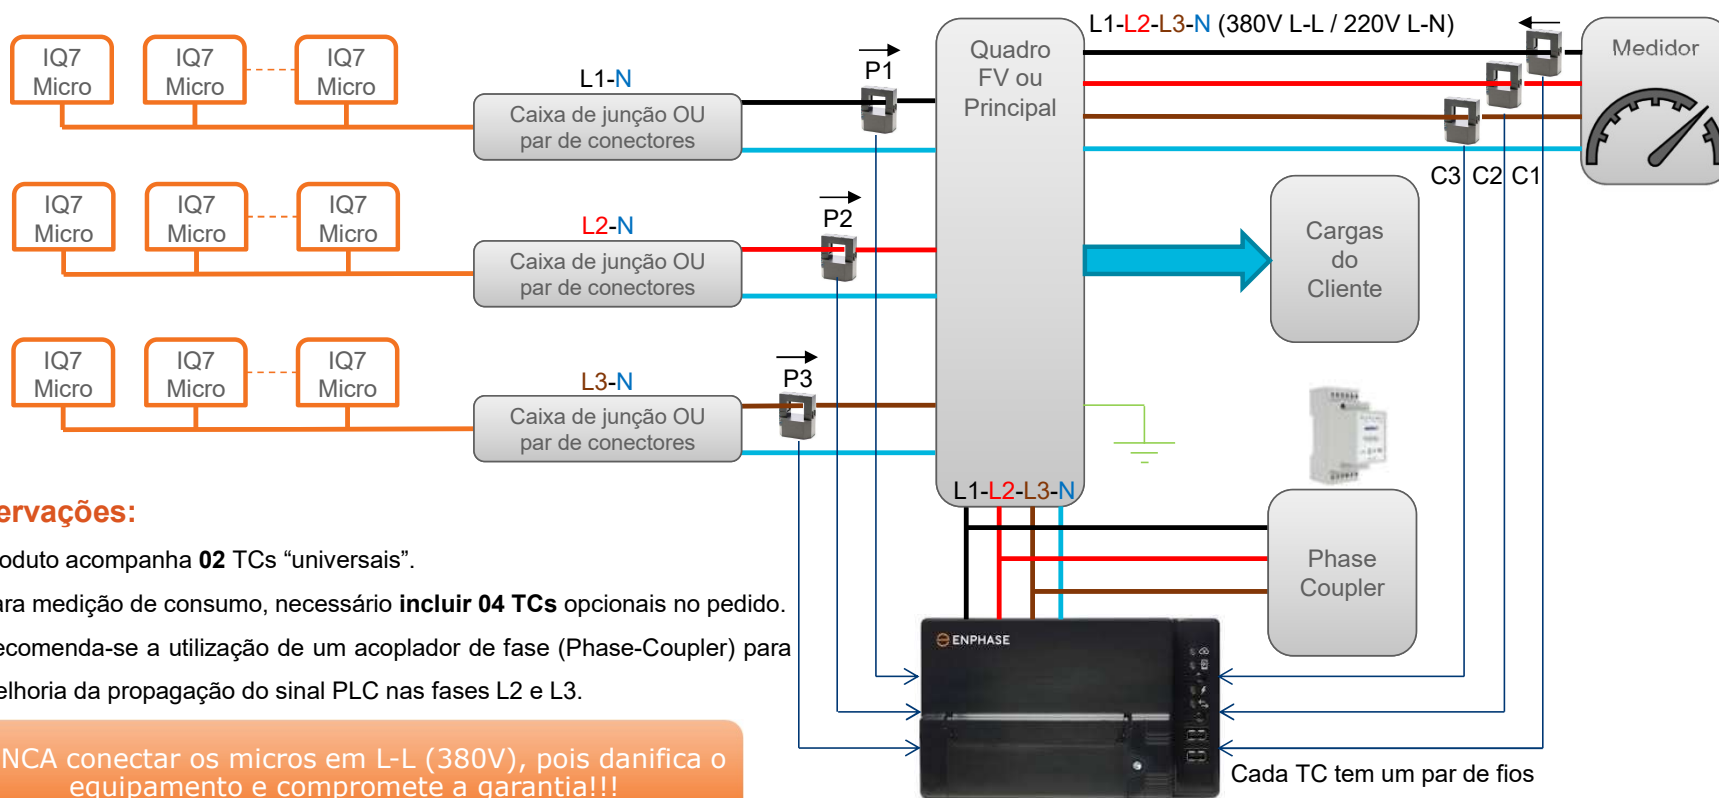 L1-L2-L3-N (380V L-L / 220V L-N)
IQ7
Micro
IQ7
Micro
IQ7
Micro
L1-N
Caixa de junção OU
par de conectores
P1
Quadro
FV ou
Principal
Medidor
C3 C2 C1
IQ7
Micro
IQ7
Micro
IQ7
Micro
L2-N
Caixa de junção OU
par de conectores
P2
Cargas
do
Cliente
IQ7
Micro
IQ7
Micro
IQ7
Micro
L3-N
Caixa de junção OU
par de conectores
P3
L1-L2-L3-N
Phase
Coupler
ervações:
oduto acompanha 02 TCs “universais”.
ara medição de consumo, necessário incluir 04 TCs opcionais no pedido.
ecomenda-se a utilização de um acoplador de fase (Phase-Coupler) para
elhoria da propagação do sinal PLC nas fases L2 e L3.
NCA conectar os micros em L-L (380V), pois danifica o
equipamento e compromete a garantia!!!
ENPHASE
Cada TC tem um par de fios